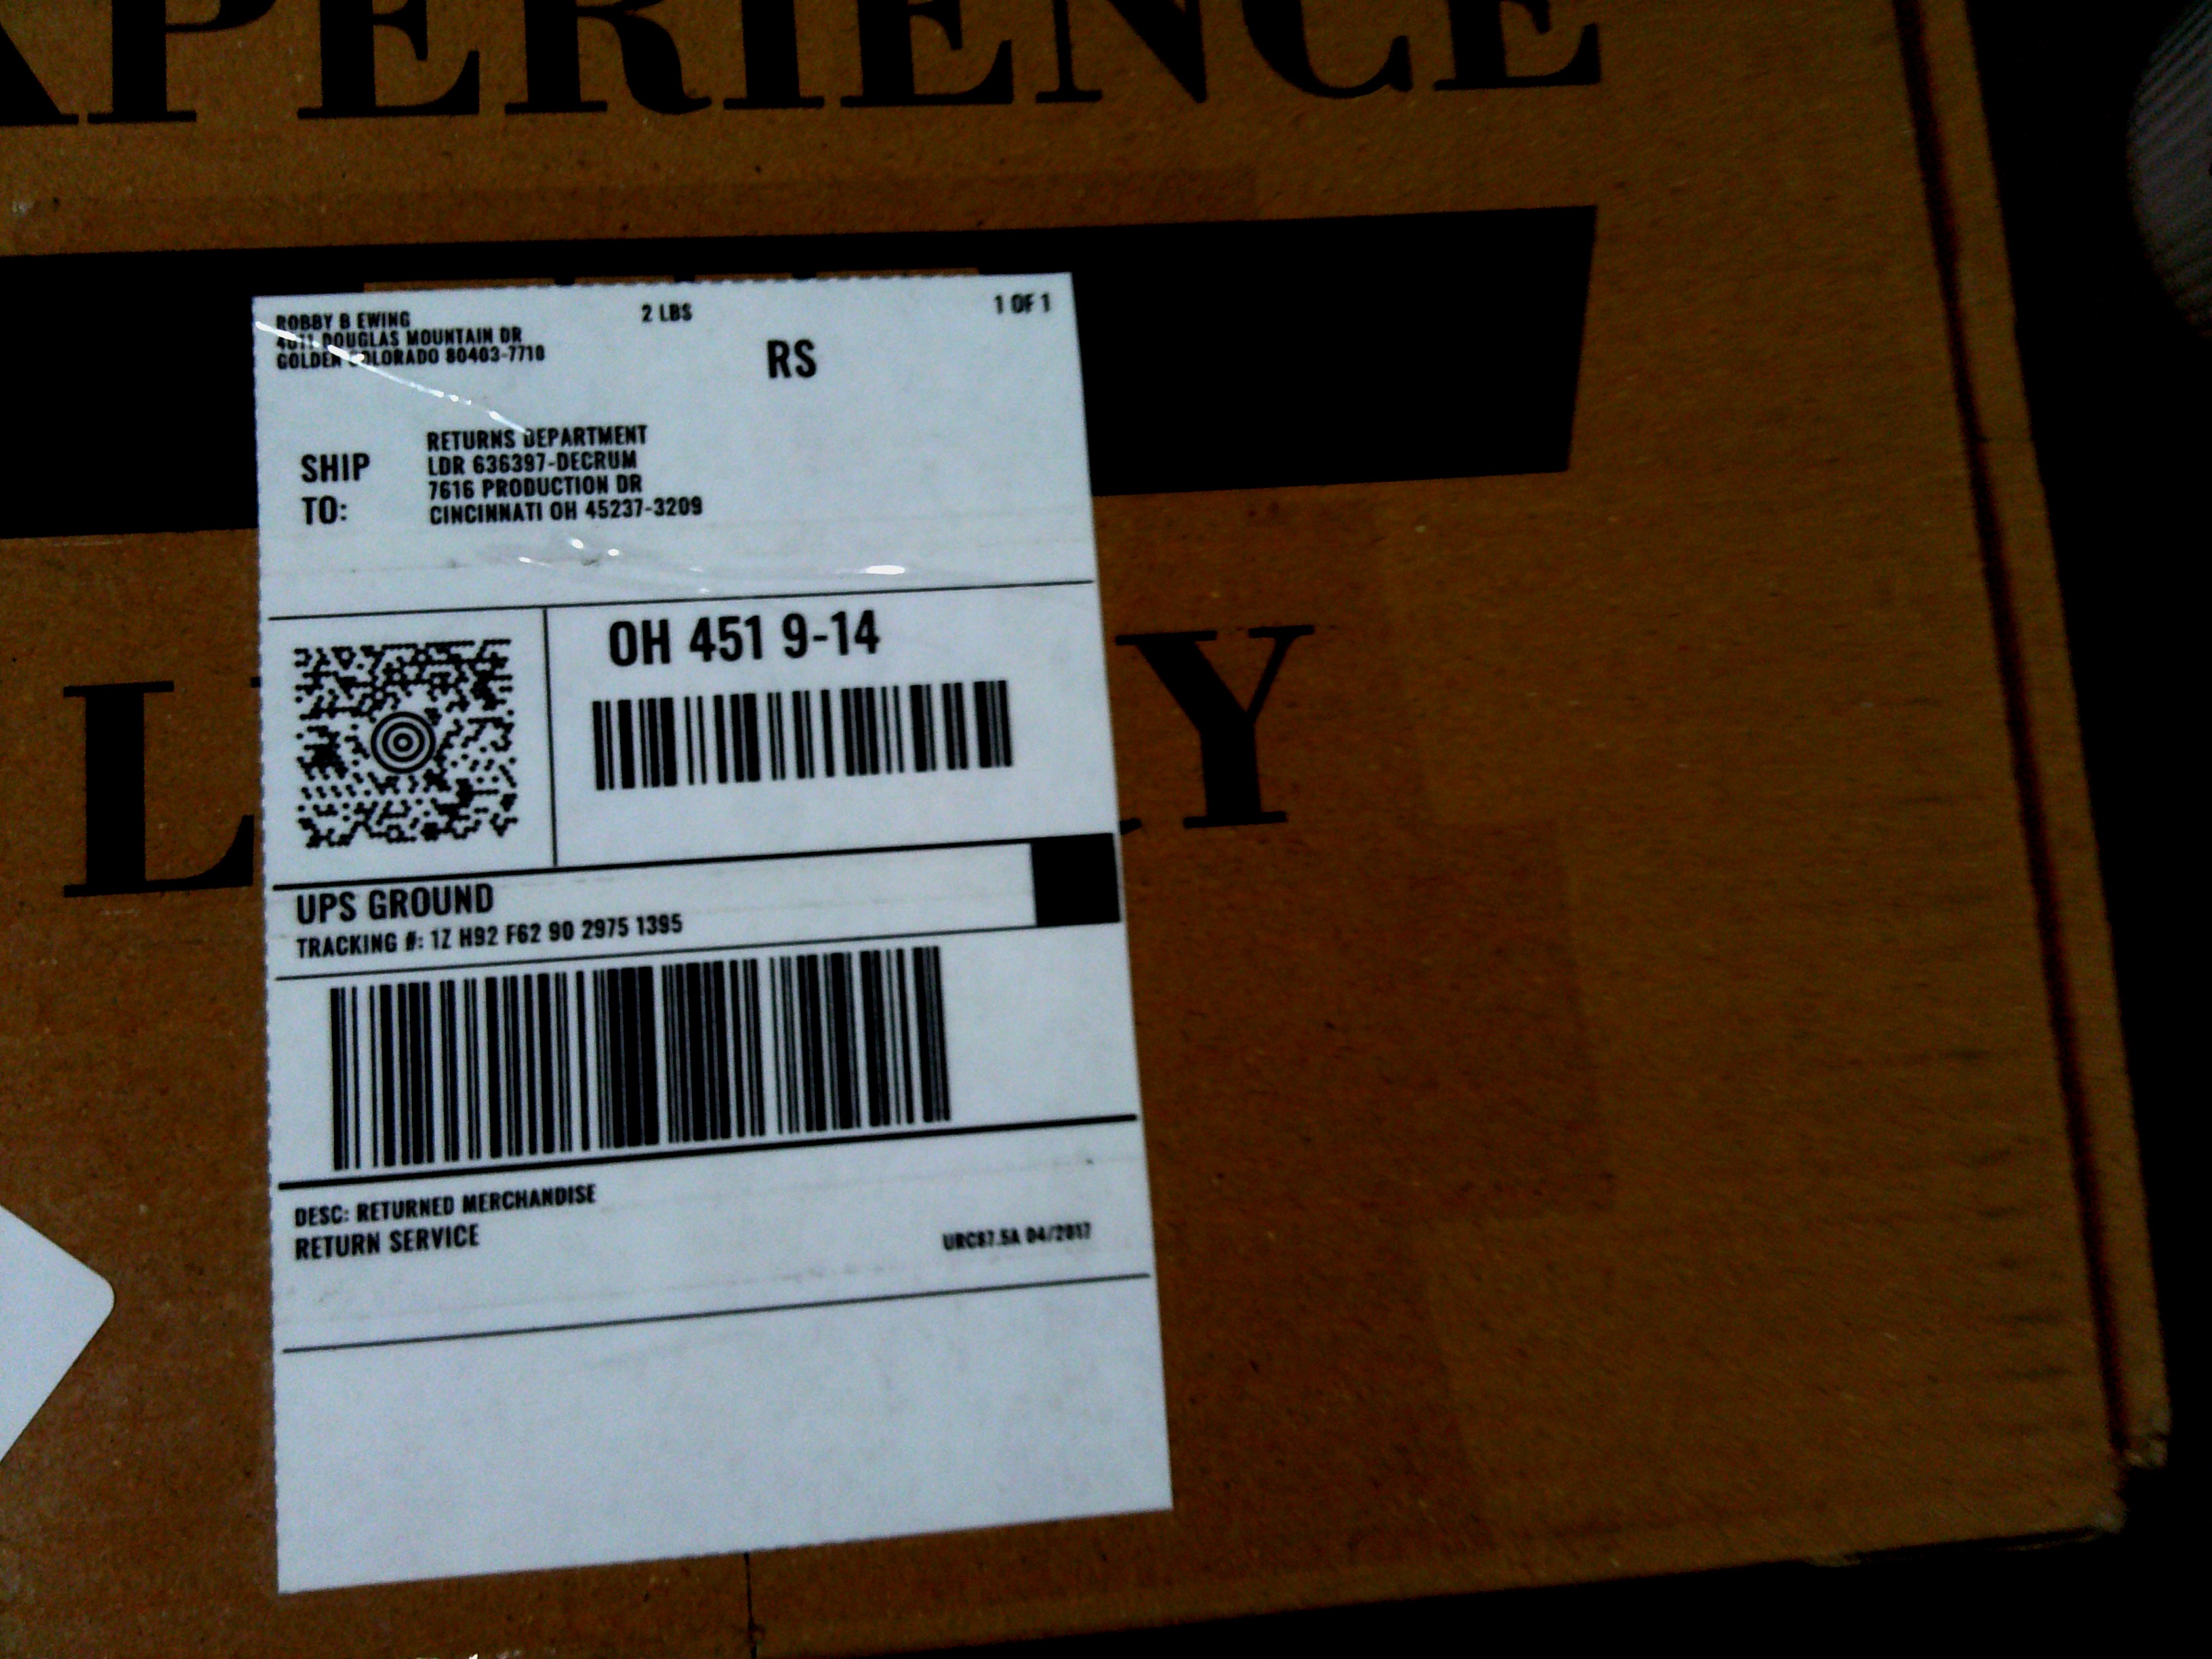 XPERIENCE
ROBBY B EWING
DOUGLAS MOUNTAIN DR
GOLDEN COLORADO 80403-7710
2 LBS
1 OF 1
RS
SHIP TO:
RETURNS DEPARTMENT
LDR 636397-DECRUM
7616 PRODUCTION DR
CINCINNATI OH 45237-3209
OH 451 9-14
L
Y
UPS GROUND
TRACKING #: 1Z H92 F62 90 2975 1395
DESC: RETURNED MERCHANDISE
RETURN SERVICE
URC87.5A 04/2017